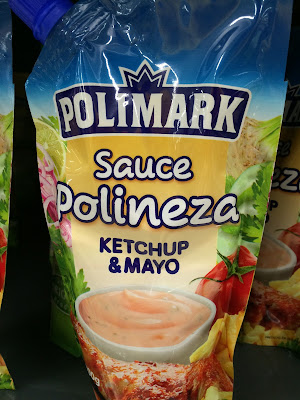 POLIMARK
Sauce
Polineza
KETCHUP
& MAYO